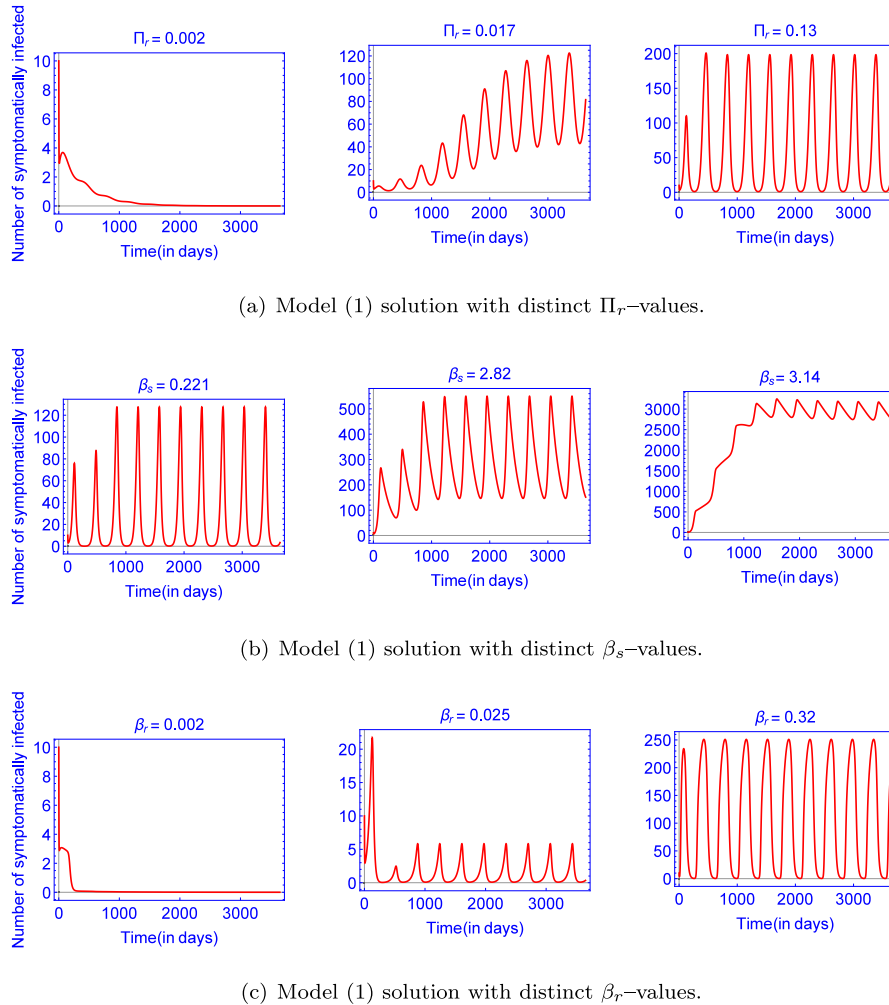 Π_r = 0.002
Π_r = 0.017
Π_r = 0.13
Number of symptomatically infected
10
8
6
4
2
0
0 1000 2000 3000
Time(in days)
120
100
80
60
40
20
0
0 1000 2000 3000
Time(in days)
200
150
100
50
0
0 1000 2000 3000
Time(in days)
(a) Model (1) solution with distinct Π_r–values.
β_s = 0.221
β_s = 2.82
β_s = 3.14
Number of symptomatically infected
120
100
80
60
40
20
0
0 1000 2000 3000
Time(in days)
500
400
300
200
100
0
0 1000 2000 3000
Time(in days)
3000
2500
2000
1500
1000
500
0
0 1000 2000 3000
Time(in days)
(b) Model (1) solution with distinct β_s–values.
β_r = 0.002
β_r = 0.025
β_r = 0.32
Number of symptomatically infected
10
8
6
4
2
0
0 1000 2000 3000
Time(in days)
20
15
10
5
0
0 1000 2000 3000
Time(in days)
250
200
150
100
50
0
0 1000 2000 3000
Time(in days)
(c) Model (1) solution with distinct β_r–values.